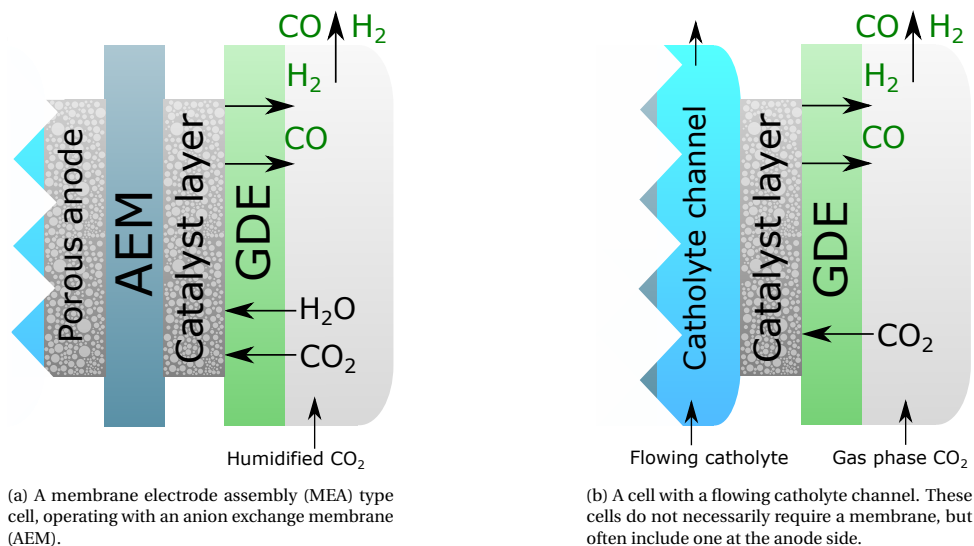 CO H₂
H₂
CO
Porous anode
AEM
Catalyst layer
GDE
H₂O
CO₂
Humidified CO₂
(a) A membrane electrode assembly (MEA) type
cell, operating with an anion exchange membrane
(AEM).
CO H₂
H₂
CO
Catholyte channel
Catalyst layer
GDE
CO₂
Flowing catholyte
Gas phase CO₂
(b) A cell with a flowing catholyte channel. These
cells do not necessarily require a membrane, but
often include one at the anode side.